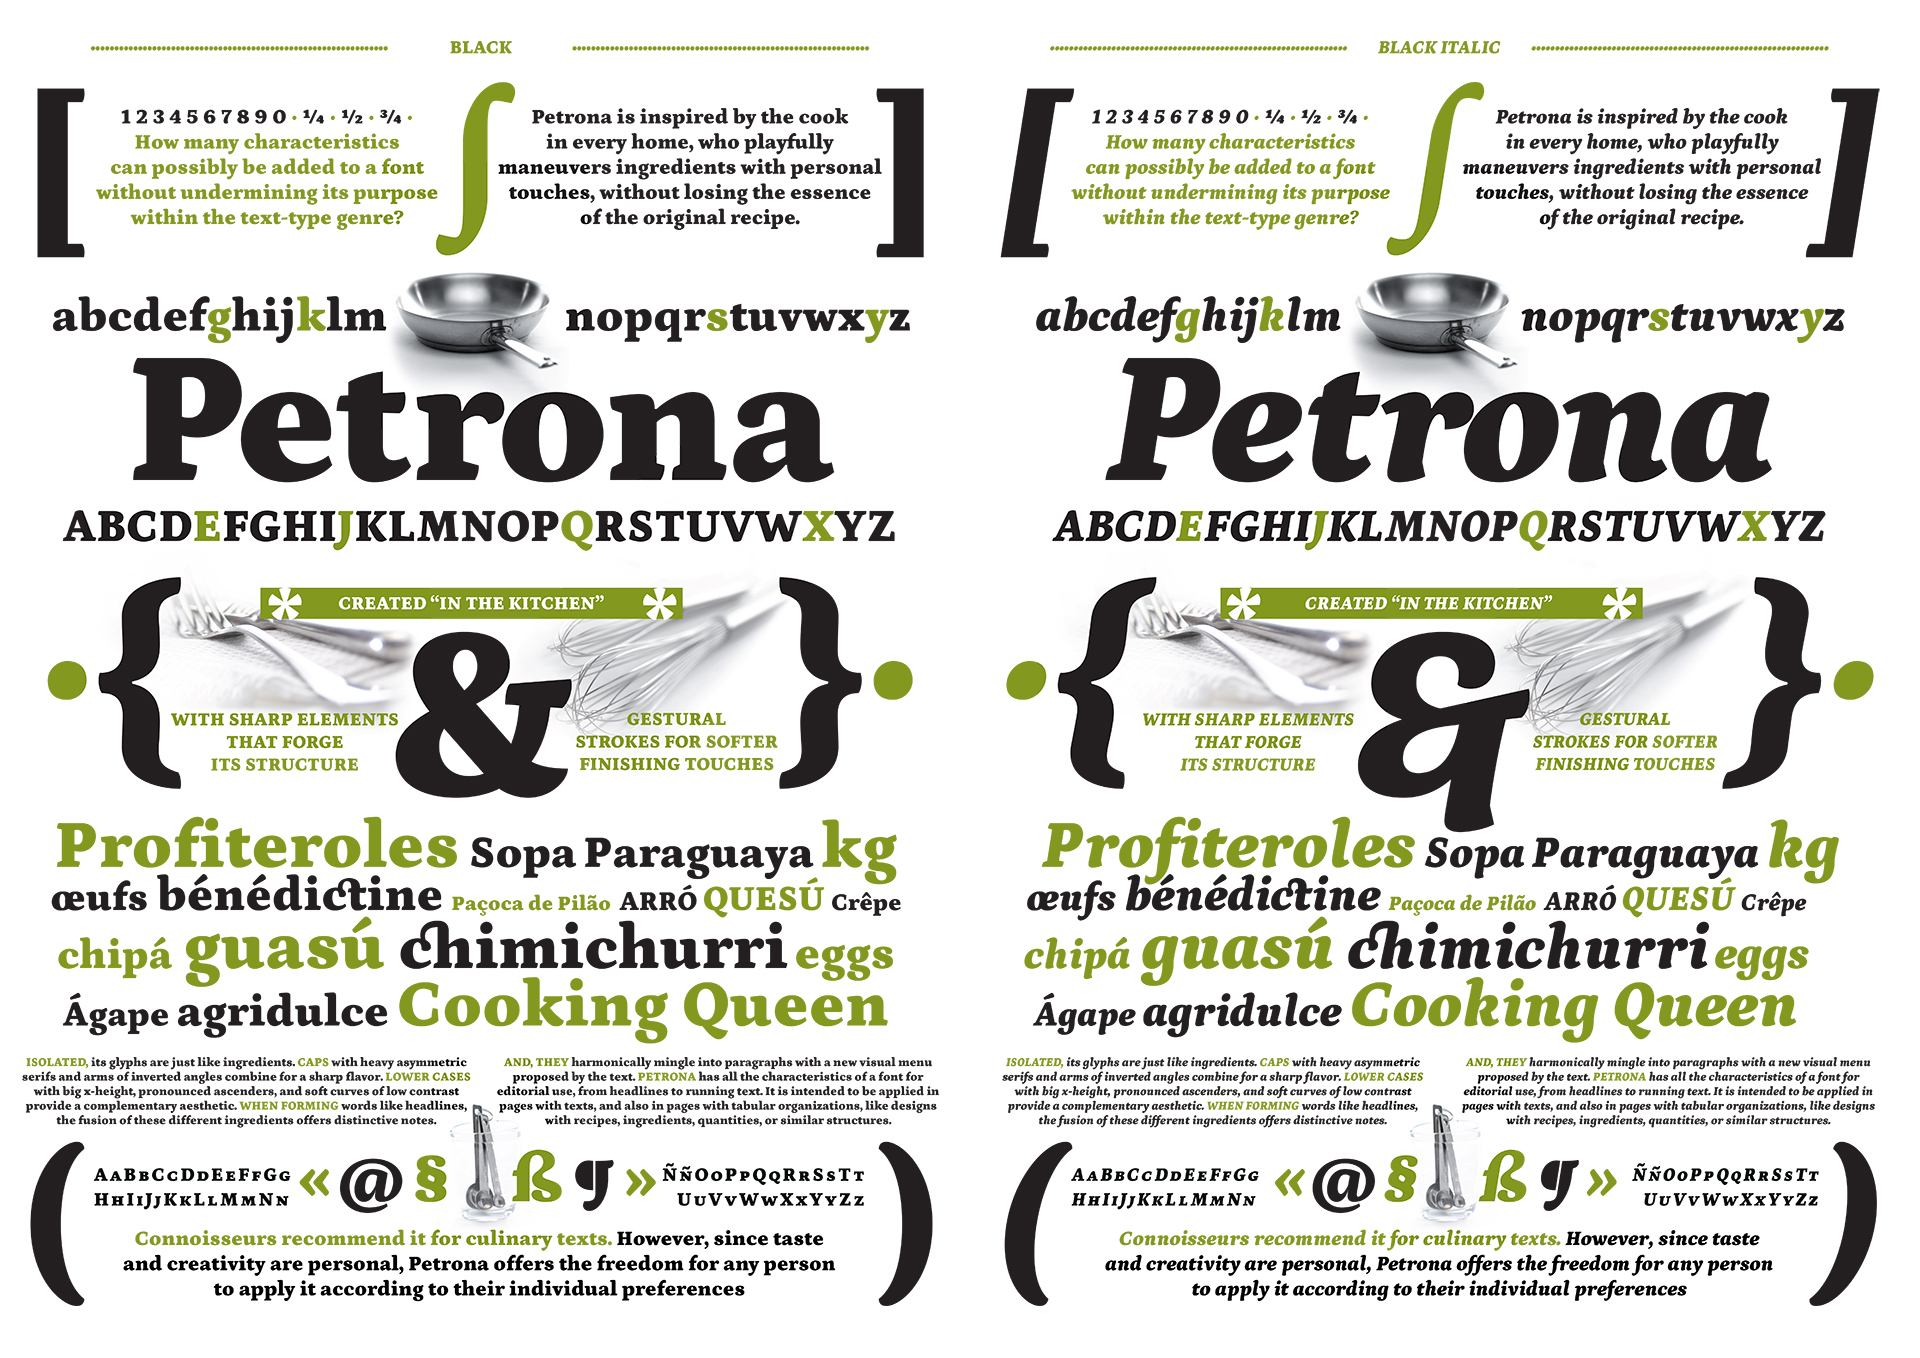 BLACK
1 2 3 4 5 6 7 8 9 0 · ¼ · ½ · ¾ ·
How many characteristics
can possibly be added to a font
without undermining its purpose
within the text-type genre?
∫
Petrona is inspired by the cook
in every home, who playfully
maneuvers ingredients with personal
touches, without losing the essence
of the original recipe.
abcdefghijklm nopqrstuvwxyz
Petrona
ABCDEFGHIJKLMNOPQRSTUVWXYZ
* CREATED “IN THE KITCHEN” *
{ & }
WITH SHARP ELEMENTS
THAT FORGE
ITS STRUCTURE
GESTURAL
STROKES FOR SOFTER
FINISHING TOUCHES
Profiteroles Sopa Paraguaya kg
œufs bénédictine Paçoca de Pilão ARRÓ QUESÚ Crêpe
chipá guasú chimichurri eggs
Ágape agridulce Cooking Queen
ISOLATED, its glyphs are just like ingredients. CAPS with heavy asymmetric
serifs and arms of inverted angles combine for a sharp flavor. LOWER CASES
with big x-height, pronounced ascenders, and soft curves of low contrast
provide a complementary aesthetic. WHEN FORMING words like headlines,
the fusion of these different ingredients offers distinctive notes.
AND, THEY harmonically mingle into paragraphs with a new visual menu
proposed by the text. PETRONA has all the characteristics of a font for
editorial use, from headlines to running text. It is intended to be applied in
pages with texts, and also in pages with tabular organizations, like designs
with recipes, ingredients, quantities, or similar structures.
AABBCCDDEEFFGG
HHIIJJKKLLMMNN
« @ § ß ¶ »
ÑñOOPPQQRRSSTT
UUVVWWXXYYZZ
Connoisseurs recommend it for culinary texts. However, since taste
and creativity are personal, Petrona offers the freedom for any person
to apply it according to their individual preferences
BLACK ITALIC
1 2 3 4 5 6 7 8 9 0 · ¼ · ½ · ¾ ·
How many characteristics
can possibly be added to a font
without undermining its purpose
within the text-type genre?
∫
Petrona is inspired by the cook
in every home, who playfully
maneuvers ingredients with personal
touches, without losing the essence
of the original recipe.
abcdefghijklm nopqrstuvwxyz
Petrona
ABCDEFGHIJKLMNOPQRSTUVWXYZ
* CREATED “IN THE KITCHEN” *
{ & }
WITH SHARP ELEMENTS
THAT FORGE
ITS STRUCTURE
GESTURAL
STROKES FOR SOFTER
FINISHING TOUCHES
Profiteroles Sopa Paraguaya kg
œufs bénédictine Paçoca de Pilão ARRÓ QUESÚ Crêpe
chipá guasú chimichurri eggs
Ágape agridulce Cooking Queen
ISOLATED, its glyphs are just like ingredients. CAPS with heavy asymmetric
serifs and arms of inverted angles combine for a sharp flavor. LOWER CASES
with big x-height, pronounced ascenders, and soft curves of low contrast
provide a complementary aesthetic. WHEN FORMING words like headlines,
the fusion of these different ingredients offers distinctive notes.
AND, THEY harmonically mingle into paragraphs with a new visual menu
proposed by the text. PETRONA has all the characteristics of a font for
editorial use, from headlines to running text. It is intended to be applied in
pages with texts, and also in pages with tabular organizations, like designs
with recipes, ingredients, quantities, or similar structures.
AABBCCDDEEFFGG
HHIIJJKKLLMMNN
« @ § ß ¶ »
ÑñOOPPQQRRSSTT
UUVVWWXXYYZZ
Connoisseurs recommend it for culinary texts. However, since taste
and creativity are personal, Petrona offers the freedom for any person
to apply it according to their individual preferences